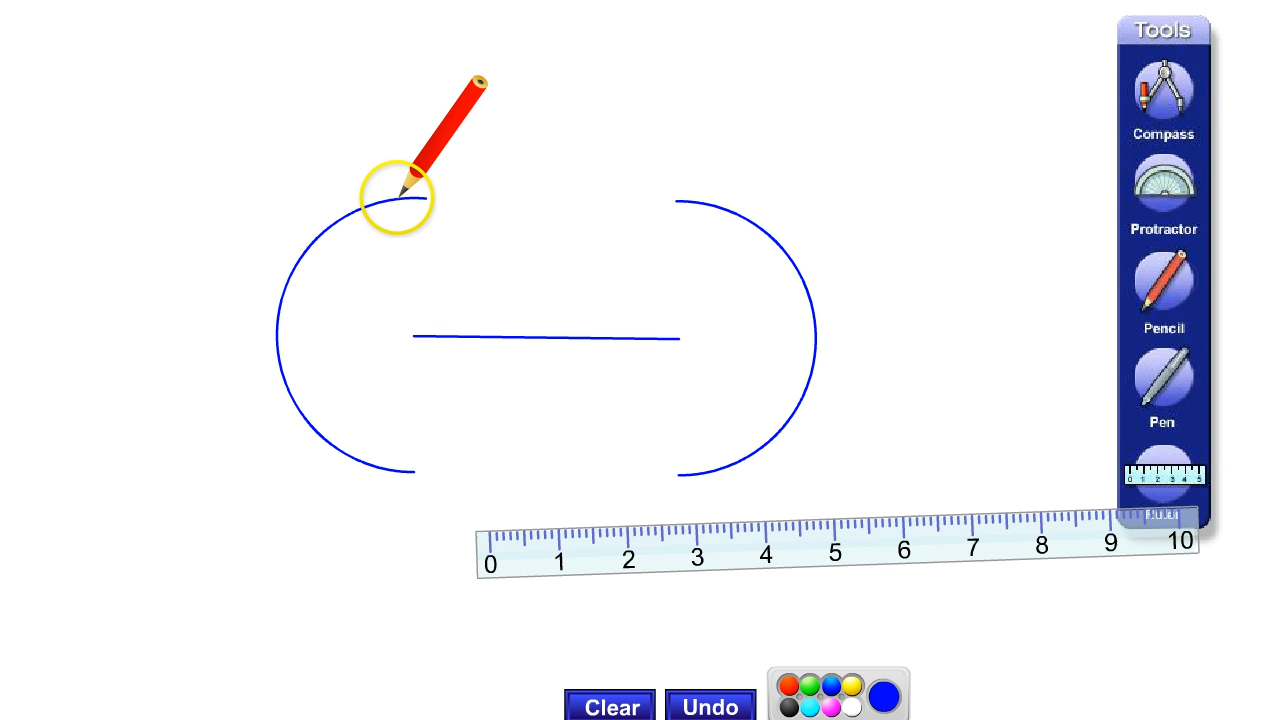 Tools
Compass
Protractor
Pencil
Pen
0 1 2 3 4 5
Ruler
0 1 2 3 4 5 6 7 8 9 10
Clear
Undo